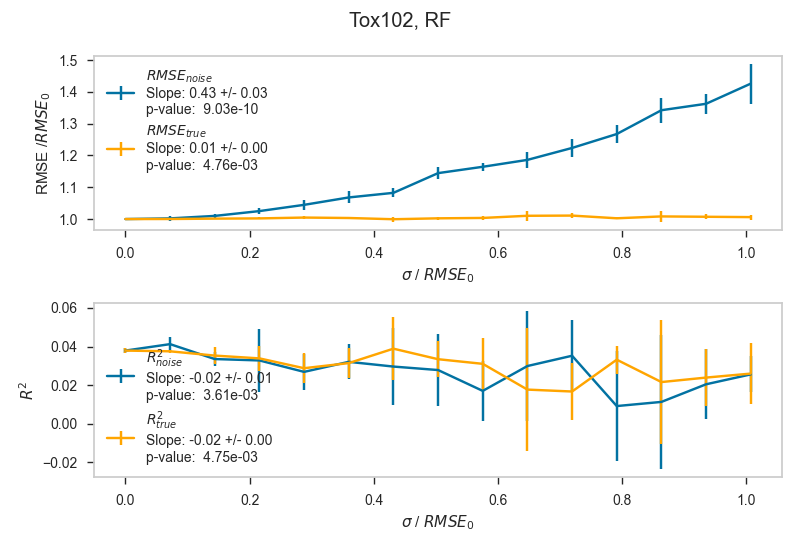 Tox102, RF
1.5
1.4
1.3
1.2
1.1
1.0
RMSE /RMSE₀
RMSE_noise
Slope: 0.43 +/- 0.03
p-value:  9.03e-10
RMSE_true
Slope: 0.01 +/- 0.00
p-value:  4.76e-03
0.0 0.2 0.4 0.6 0.8 1.0
σ / RMSE₀
0.06
0.04
0.02
0.00
−0.02
R²
R²_noise
Slope: -0.02 +/- 0.01
p-value:  3.61e-03
R²_true
Slope: -0.02 +/- 0.00
p-value:  4.75e-03
0.0 0.2 0.4 0.6 0.8 1.0
σ / RMSE₀